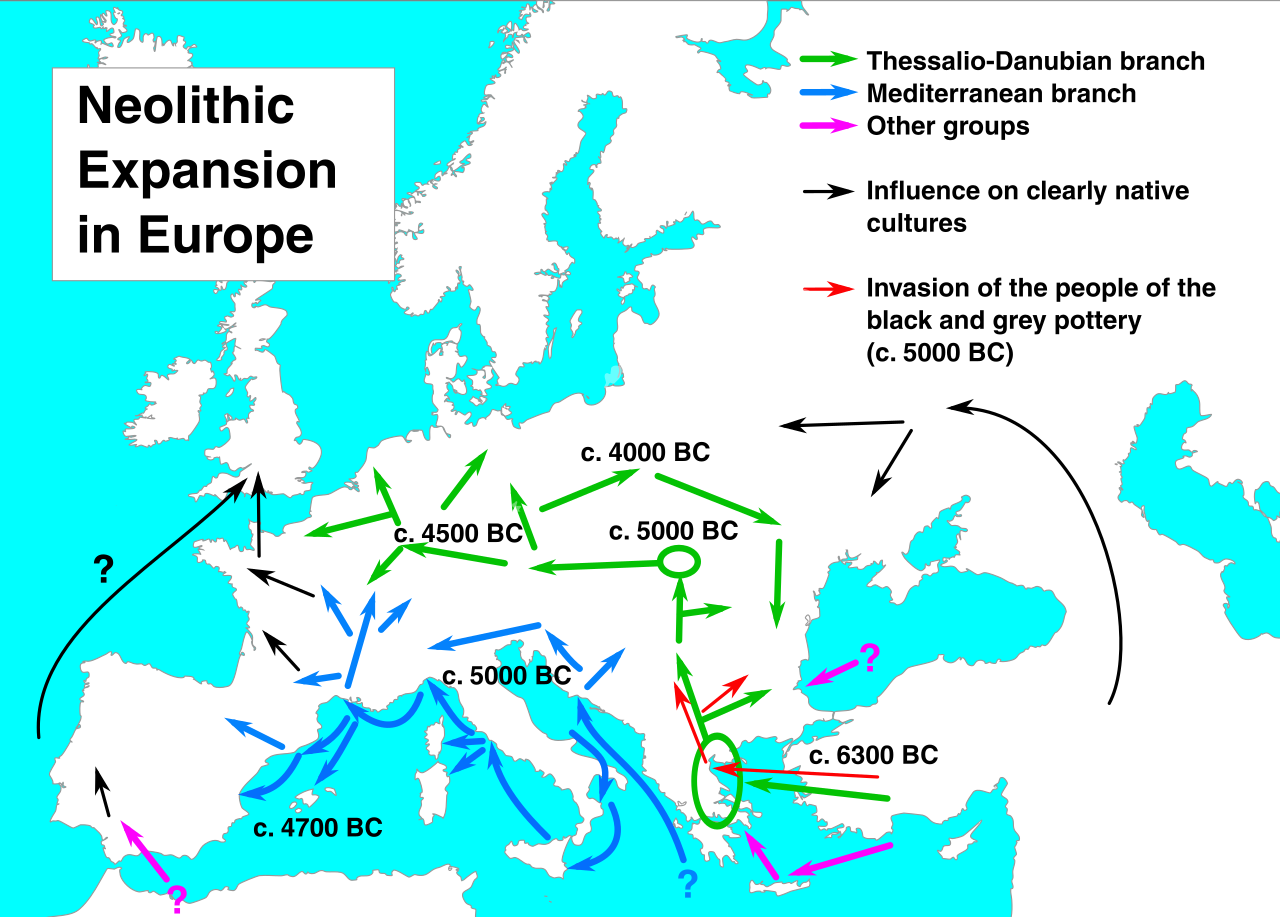 Neolithic
Expansion
in Europe
Thessalio-Danubian branch
Mediterranean branch
Other groups
Influence on clearly native
cultures
Invasion of the people of the
black and grey pottery
(c. 5000 BC)
c. 4000 BC
c. 4500 BC
c. 5000 BC
?
?
c. 5000 BC
c. 6300 BC
c. 4700 BC
?
?